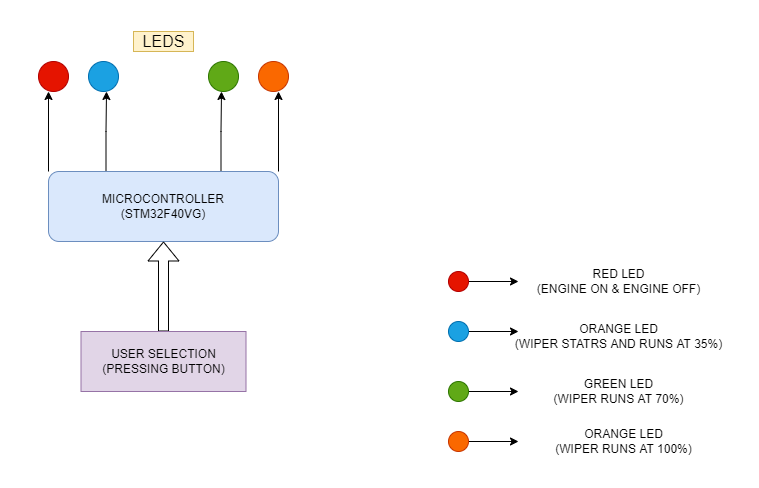 LEDS
MICROCONTROLLER
(STM32F40VG)
USER SELECTION
(PRESSING BUTTON)
RED LED
(ENGINE ON & ENGINE OFF)
ORANGE LED
(WIPER STATRS AND RUNS AT 35%)
GREEN LED
(WIPER RUNS AT 70%)
ORANGE LED
(WIPER RUNS AT 100%)